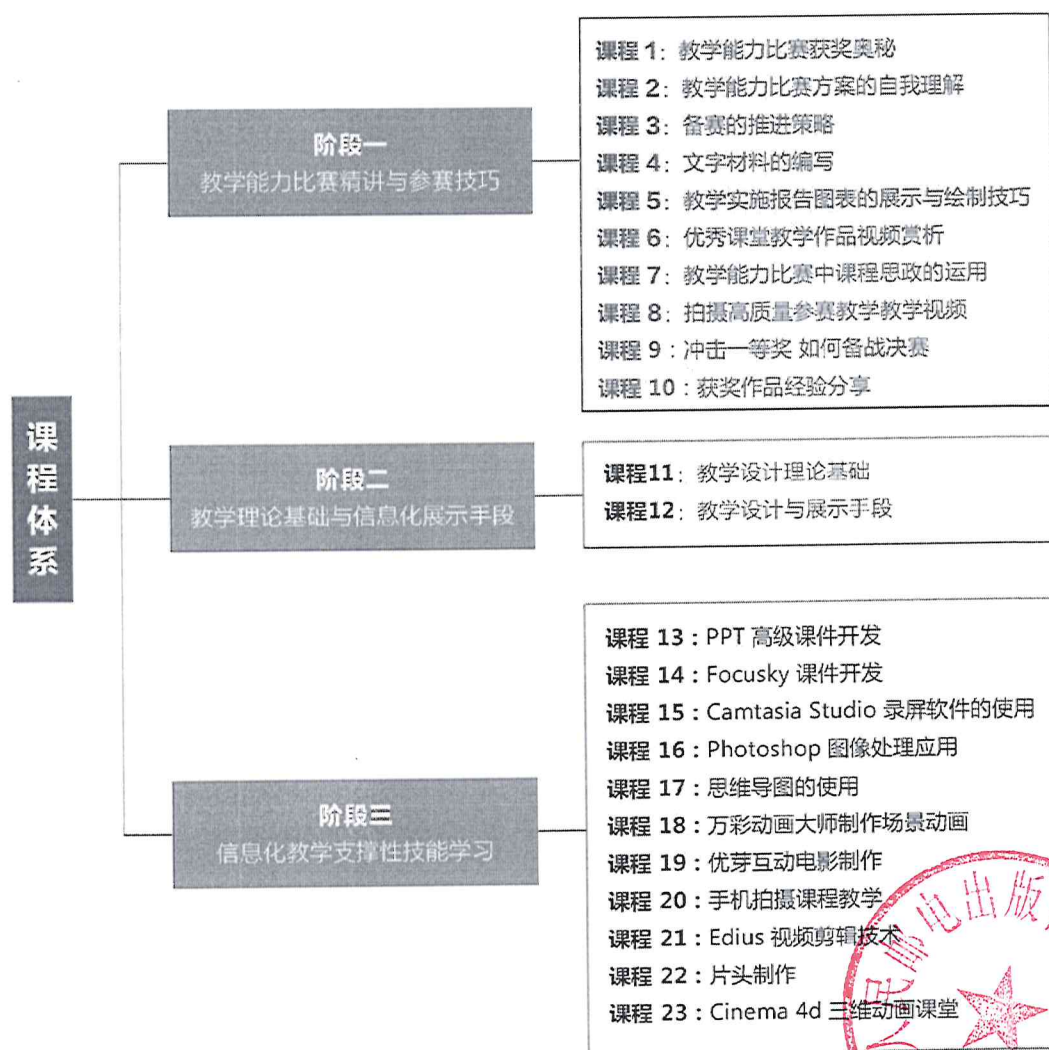 课程体系
阶段一
教学能力比赛精讲与参赛技巧
课程 1：教学能力比赛获奖奥秘
课程 2：教学能力比赛方案的自我理解
课程 3：备赛的推进策略
课程 4：文字材料的编写
课程 5：教学实施报告图表的展示与绘制技巧
课程 6：优秀课堂教学作品视频赏析
课程 7：教学能力比赛中课程思政的运用
课程 8：拍摄高质量参赛教学教学视频
课程 9：冲击一等奖 如何备战决赛
课程 10：获奖作品经验分享
阶段二
教学理论基础与信息化展示手段
课程11：教学设计理论基础
课程12：教学设计与展示手段
阶段三
信息化教学支撑性技能学习
课程 13：PPT 高级课件开发
课程 14：Focusky 课件开发
课程 15：Camtasia Studio 录屏软件的使用
课程 16：Photoshop 图像处理应用
课程 17：思维导图的使用
课程 18：万彩动画大师制作场景动画
课程 19：优芽互动电影制作
课程 20：手机拍摄课程教学
课程 21：Edius 视频剪辑技术
课程 22：片头制作
课程 23：Cinema 4d 三维动画课堂
民邮电出版